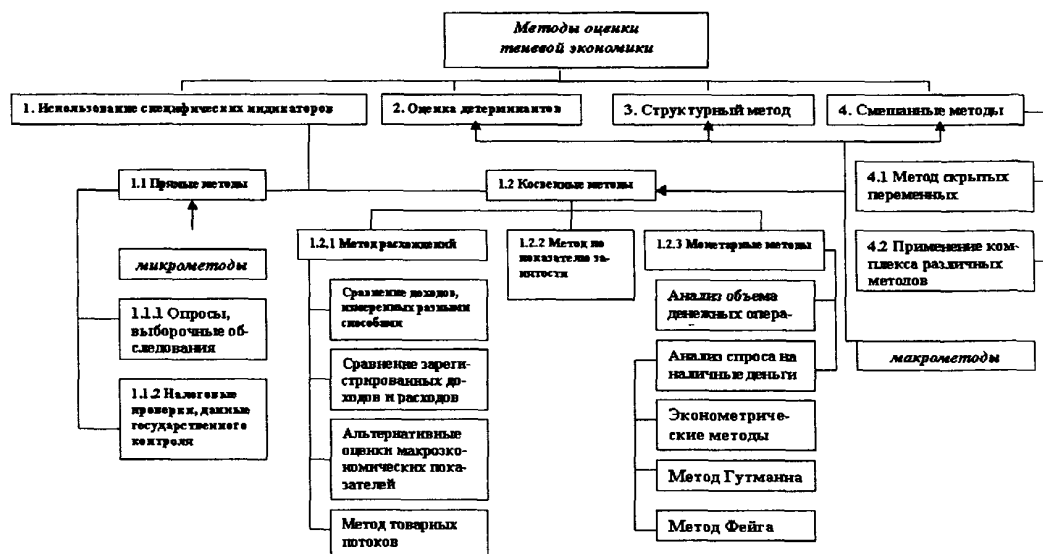 Методы оценки
теневой экономики
1. Использование специфических индикаторов
2. Оценка детерминантов
3. Структурный метод
4. Смешанные методы
1.1 Прямые методы
1.2 Косвенные методы
4.1 Метод скрытых
переменных
1.2.1 Метод расхождений
1.2.2 Метод по
показателю за-
нятости
1.2.3 Монетарные методы
4.2 Применение ком-
плекса различных
методов
микрометоды
Сравнение доходов,
измеренных разными
способами
Анализ объема
денежных опера-
1.1.1 Опросы,
выборочные об-
следования
Сравнение зареги-
стрированных до-
ходов и расходов
Анализ спроса на
наличные деньги
макрометоды
1.1.2 Налоговые
проверки, данные
государственного
контроля
Альтернативные
оценки макроэко-
номических пока-
зателей
Эконометриче-
ские методы
Метод Гутманна
Метод товарных
потоков
Метод Фейга